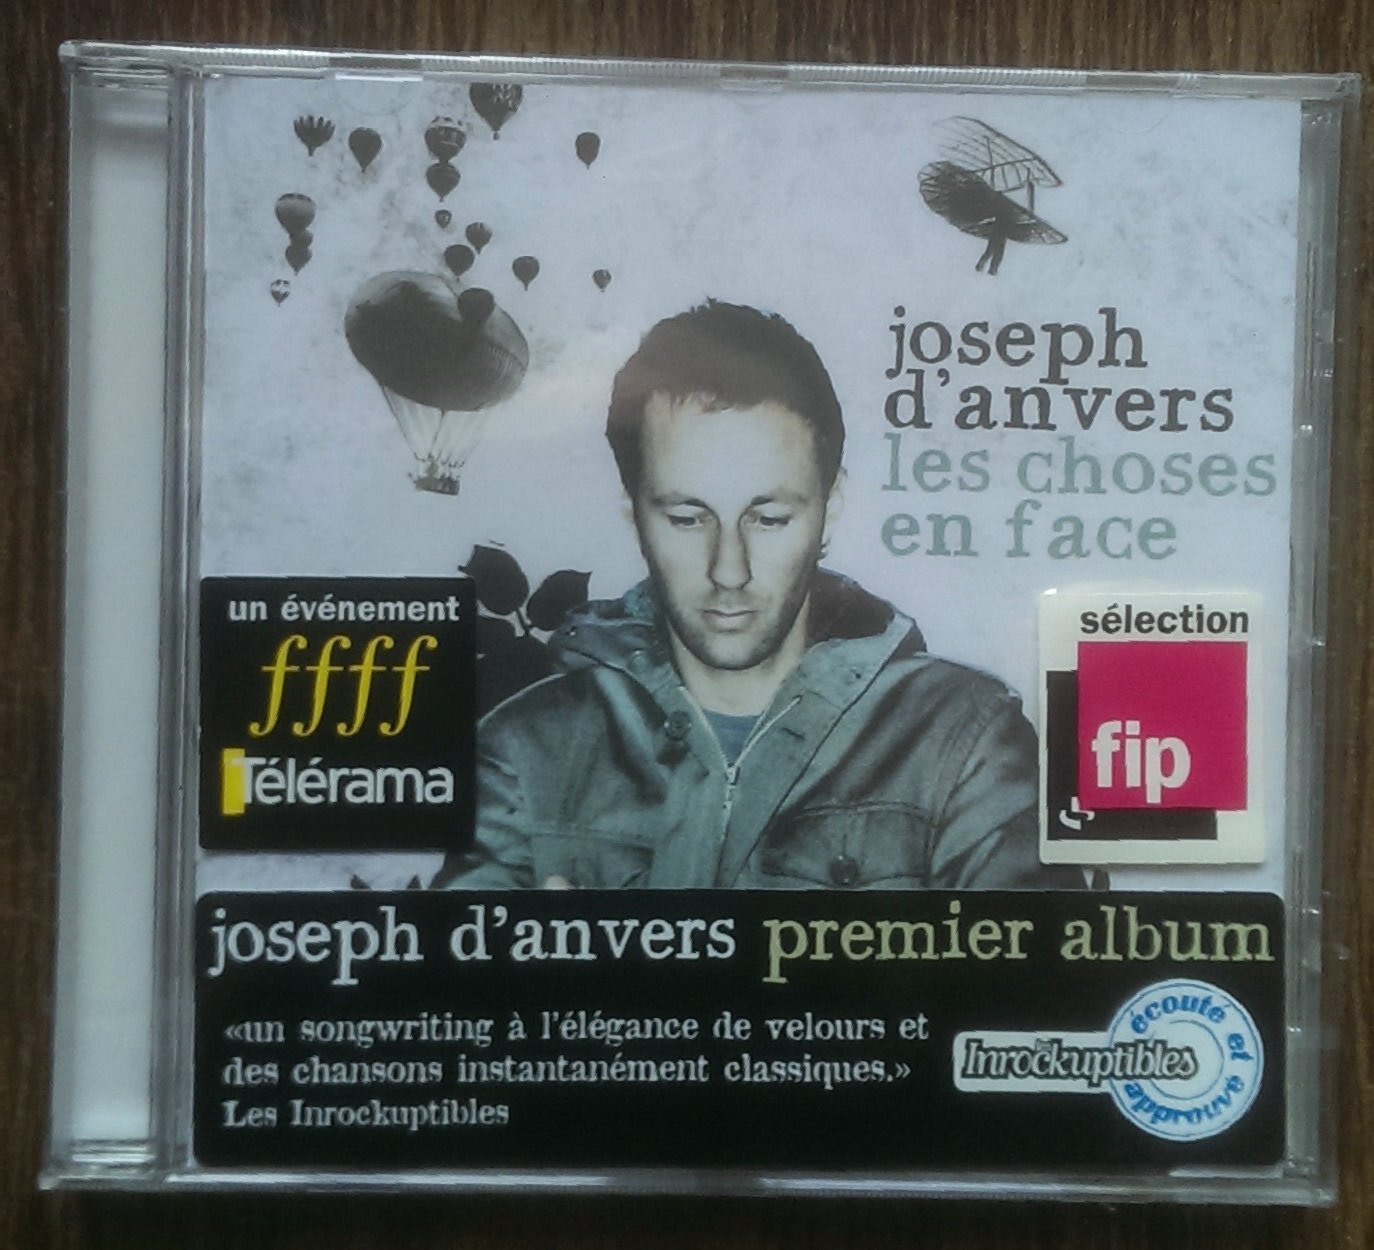 joseph
d'anvers
les choses
en face
un événement
ffff
Télérama
sélection
fip
joseph d'anvers premier album
«un songwriting à l'élégance de velours et
des chansons instantanément classiques.»
Les Inrockuptibles
écouté et
approuvé
Inrockuptibles